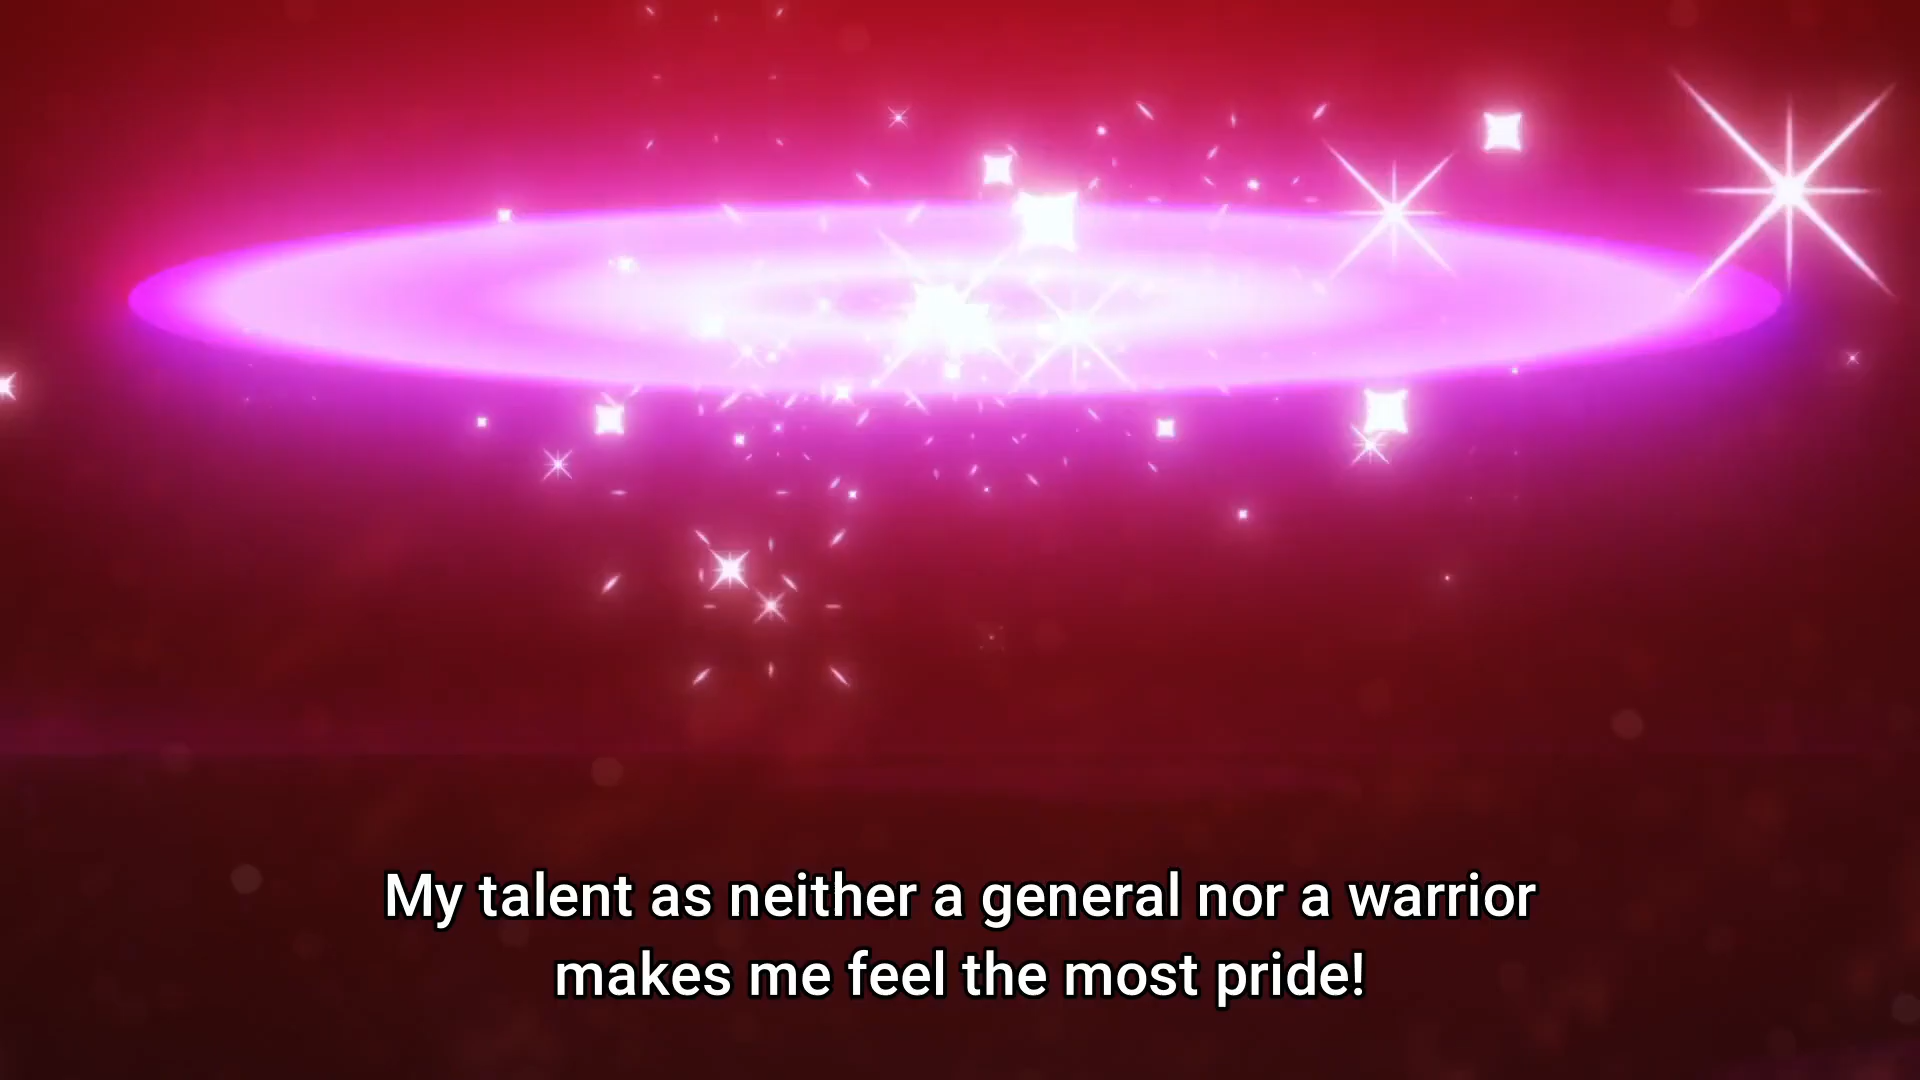 My talent as neither a general nor a warrior
makes me feel the most pride!